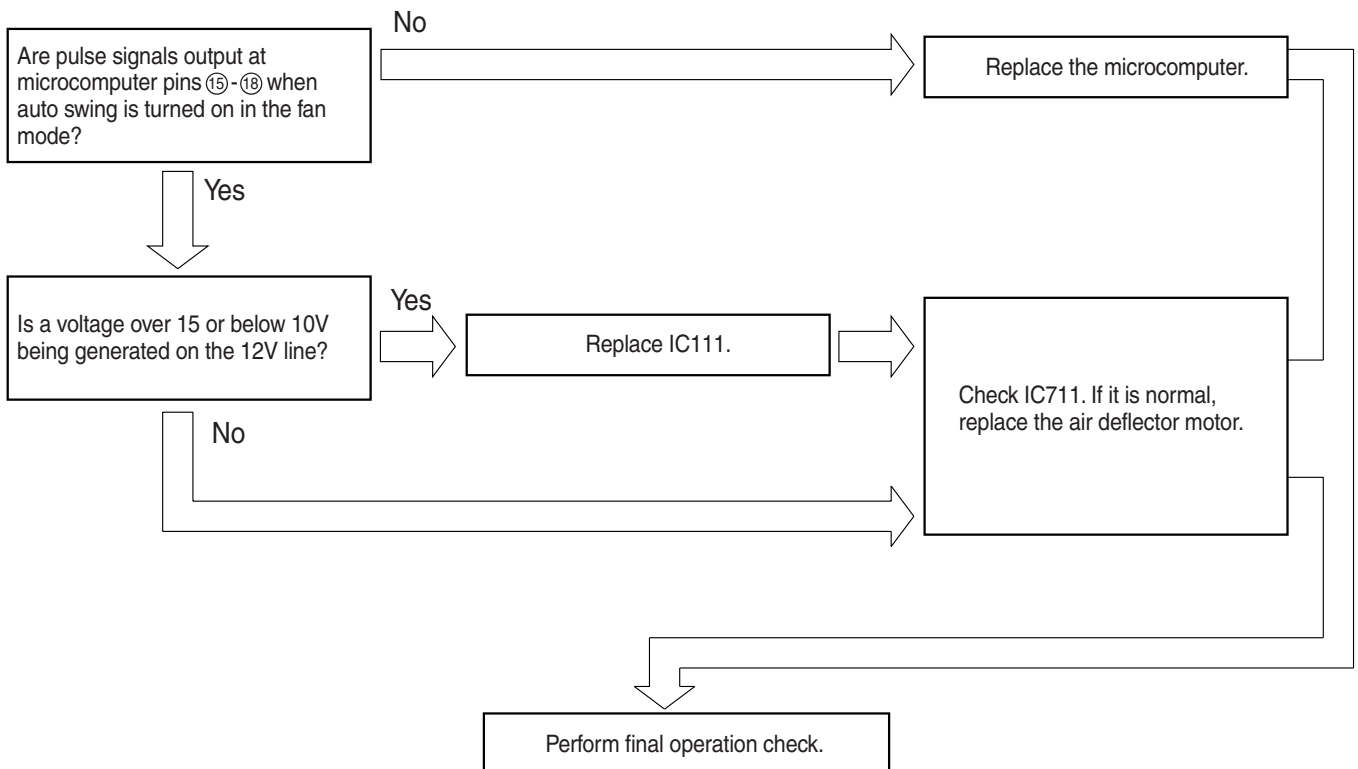 No
Are pulse signals output at
microcomputer pins ⑮-⑱ when
auto swing is turned on in the fan
mode?
Replace the microcomputer.
Yes
Is a voltage over 15 or below 10V
being generated on the 12V line?
Yes
Replace IC111.
Check IC711. If it is normal,
replace the air deflector motor.
No
Perform final operation check.